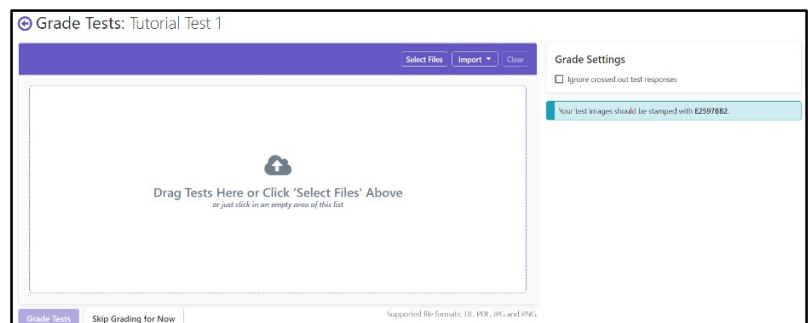 Grade Tests: Tutorial Test 1
Select Files Import Clear
Drag Tests Here or Click 'Select Files' Above
or just click in an empty area of this list
Grade Settings
Ignore crossed out test responses
Your test images should be stamped with E2597BB2.
Grade Tests Skip Grading for Now
Supported file formats: TIF, PDF, JPG and PNG.